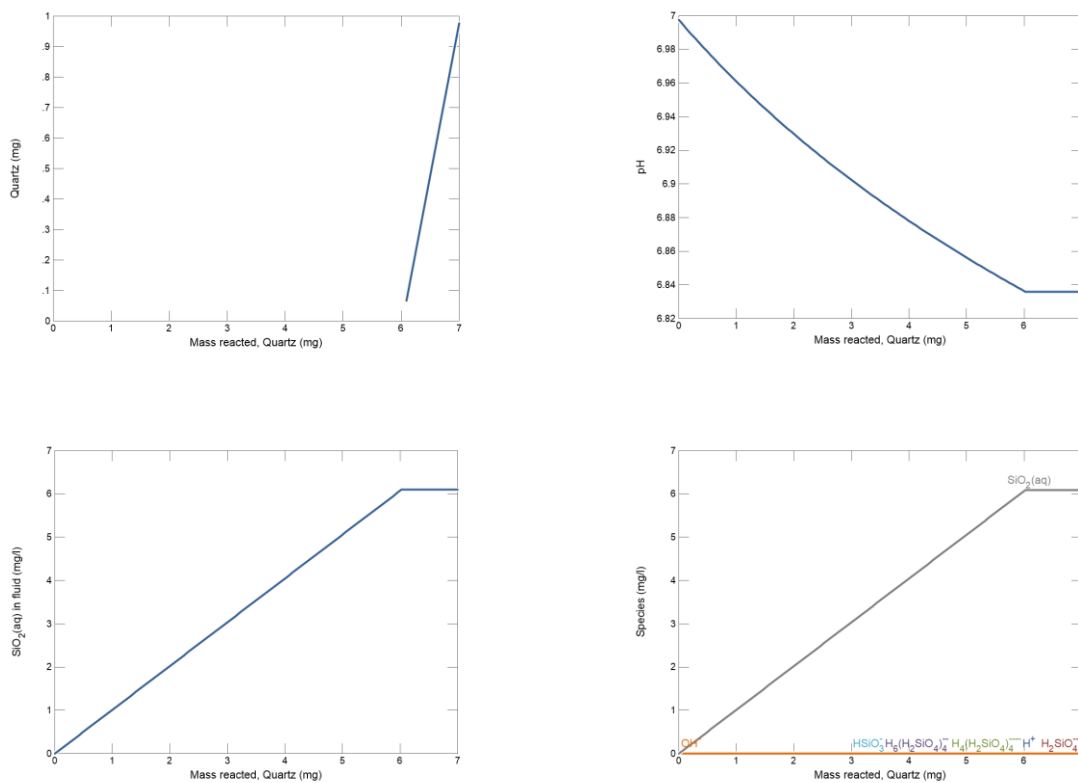 1
.9
.8
.7
.6
.5
.4
.3
.2
.1
0
Quartz (mg)
0 1 2 3 4 5 6 7
Mass reacted, Quartz (mg)
7
6.98
6.96
6.94
6.92
6.9
6.88
6.86
6.84
6.82
pH
0 1 2 3 4 5 6
Mass reacted, Quartz (mg)
7
6
5
4
3
2
1
0
SiO2(aq) in fluid (mg/l)
0 1 2 3 4 5 6 7
Mass reacted, Quartz (mg)
7
6
5
4
3
2
1
0
Species (mg/l)
SiO2(aq)
OH- HSiO3- H6(H2SiO4)4-- H4(H2SiO4)4---- H+ H2SiO4--
0 1 2 3 4 5 6
Mass reacted, Quartz (mg)